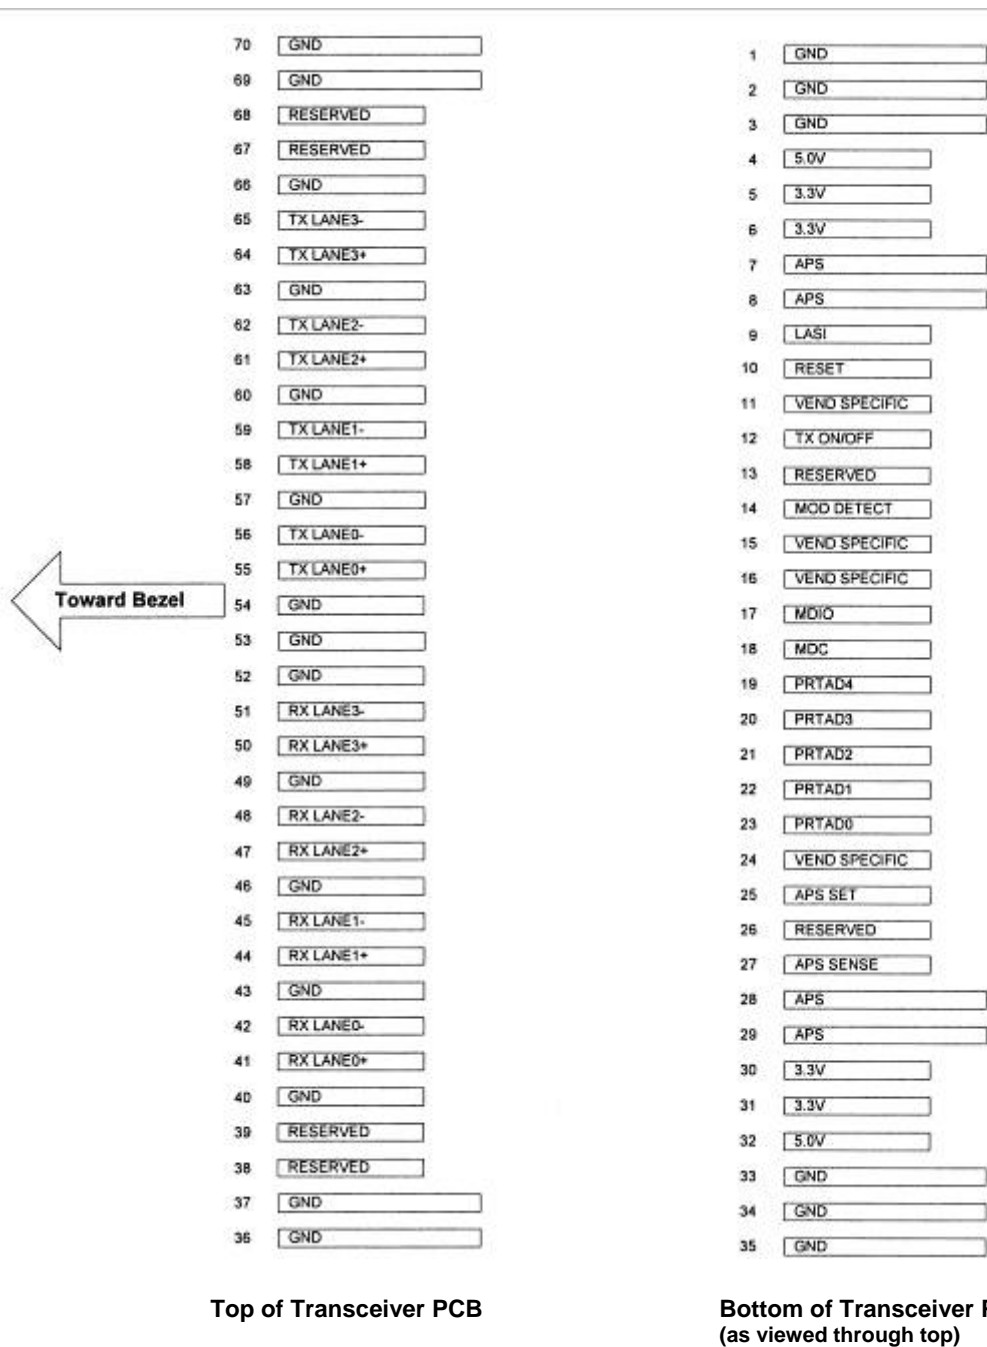 70 GND
69 GND
68 RESERVED
67 RESERVED
66 GND
65 TX LANE3-
64 TX LANE3+
63 GND
62 TX LANE2-
61 TX LANE2+
60 GND
59 TX LANE1-
58 TX LANE1+
57 GND
56 TX LANE0-
55 TX LANE0+
54 GND
53 GND
52 GND
51 RX LANE3-
50 RX LANE3+
49 GND
48 RX LANE2-
47 RX LANE2+
46 GND
45 RX LANE1-
44 RX LANE1+
43 GND
42 RX LANE0-
41 RX LANE0+
40 GND
39 RESERVED
38 RESERVED
37 GND
36 GND
Toward Bezel
Top of Transceiver PCB
1 GND
2 GND
3 GND
4 5.0V
5 3.3V
6 3.3V
7 APS
8 APS
9 LASI
10 RESET
11 VEND SPECIFIC
12 TX ON/OFF
13 RESERVED
14 MOD DETECT
15 VEND SPECIFIC
16 VEND SPECIFIC
17 MDIO
18 MDC
19 PRTAD4
20 PRTAD3
21 PRTAD2
22 PRTAD1
23 PRTAD0
24 VEND SPECIFIC
25 APS SET
26 RESERVED
27 APS SENSE
28 APS
29 APS
30 3.3V
31 3.3V
32 5.0V
33 GND
34 GND
35 GND
Bottom of Transceiver
(as viewed through top)